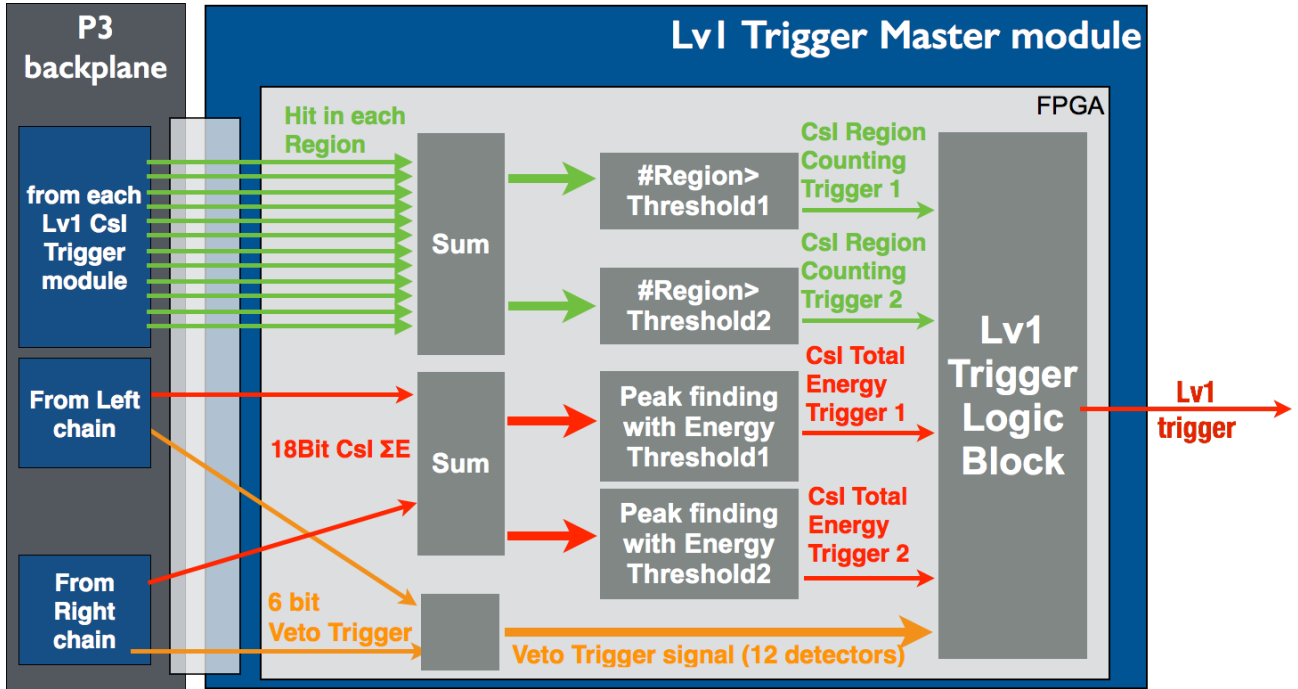 P3
backplane
Lv1 Trigger Master module
FPGA
from each
Lv1 CsI
Trigger
module
Hit in each
Region
Sum
#Region>
Threshold1
CsI Region
Counting
Trigger 1
#Region>
Threshold2
CsI Region
Counting
Trigger 2
From Left
chain
18Bit CsI ΣE
Sum
Peak finding
with Energy
Threshold1
CsI Total
Energy
Trigger 1
Peak finding
with Energy
Threshold2
CsI Total
Energy
Trigger 2
From
Right
chain
6 bit
Veto Trigger
Veto Trigger signal (12 detectors)
Lv1
Trigger
Logic
Block
Lv1
trigger